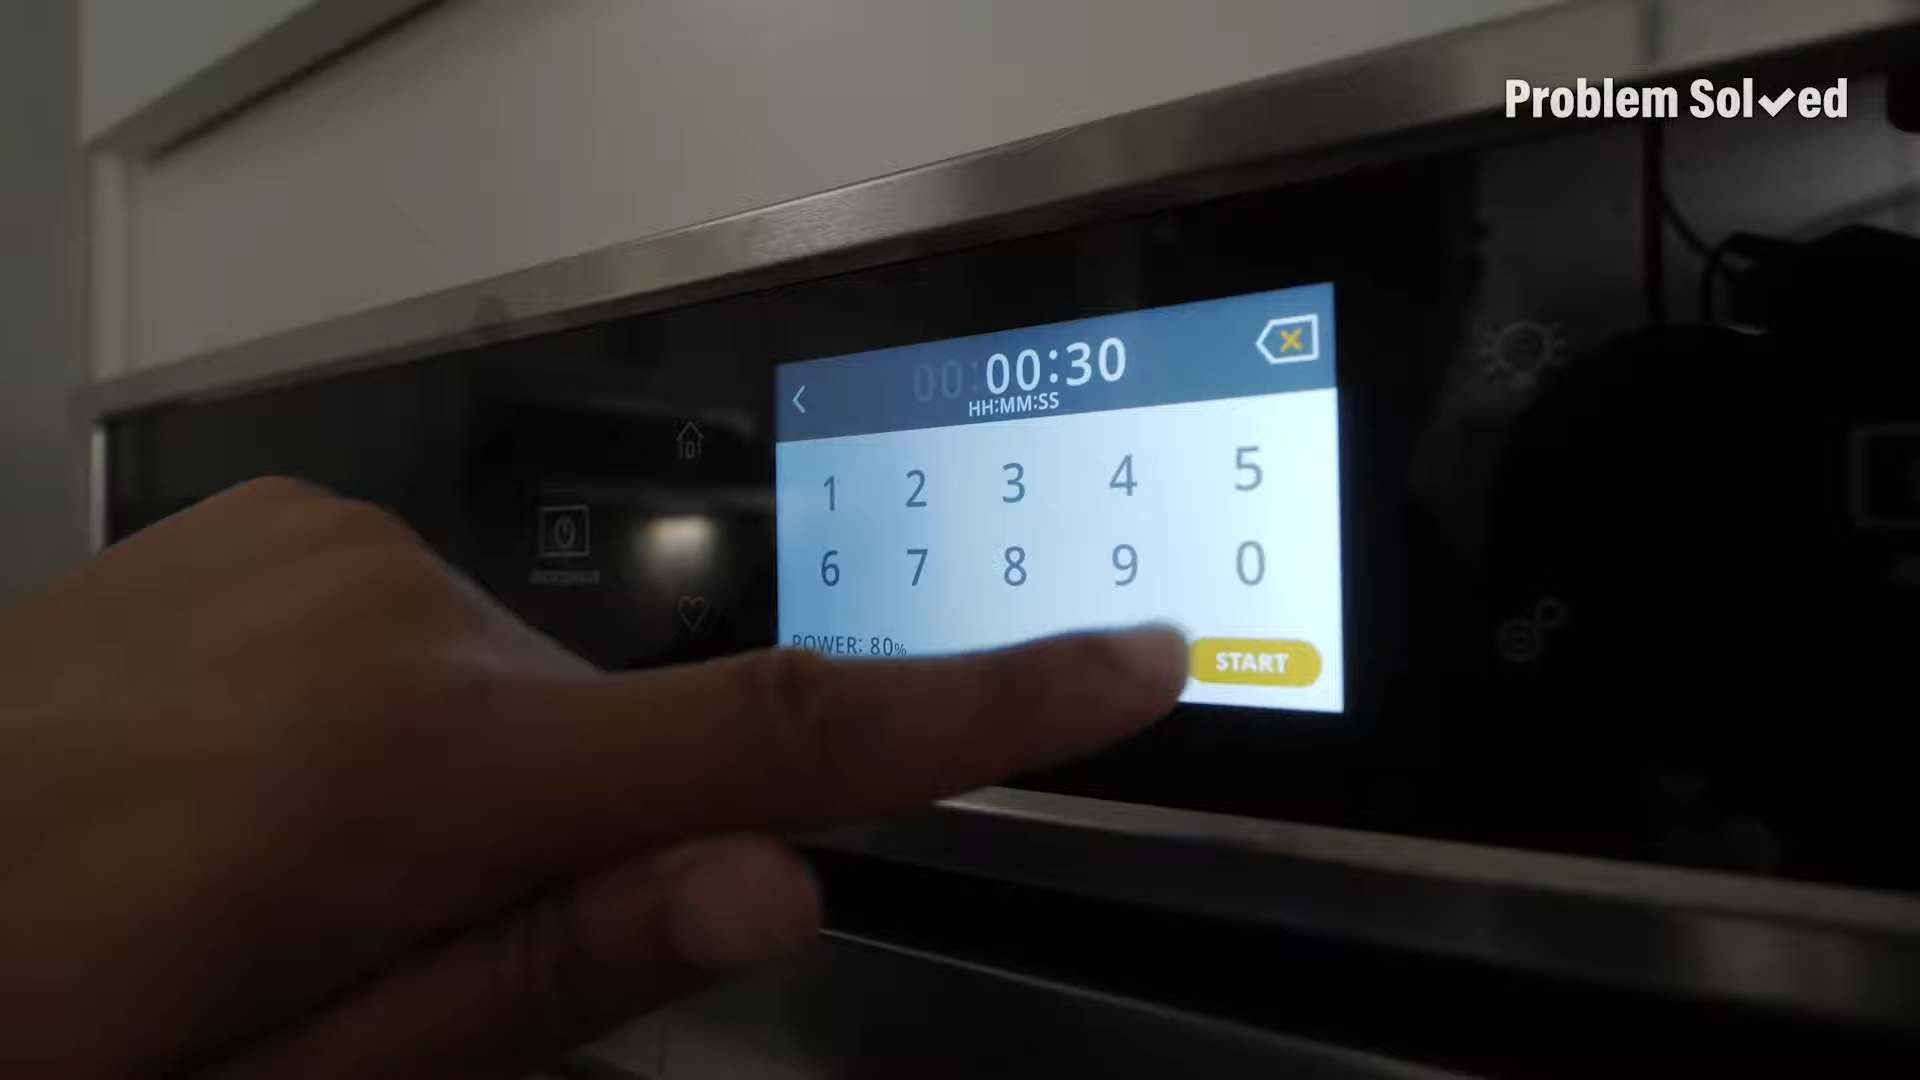 Problem Solved
00:00:30
HH:MM:SS
1 2 3 4 5
6 7 8 9 0
POWER: 80%
START